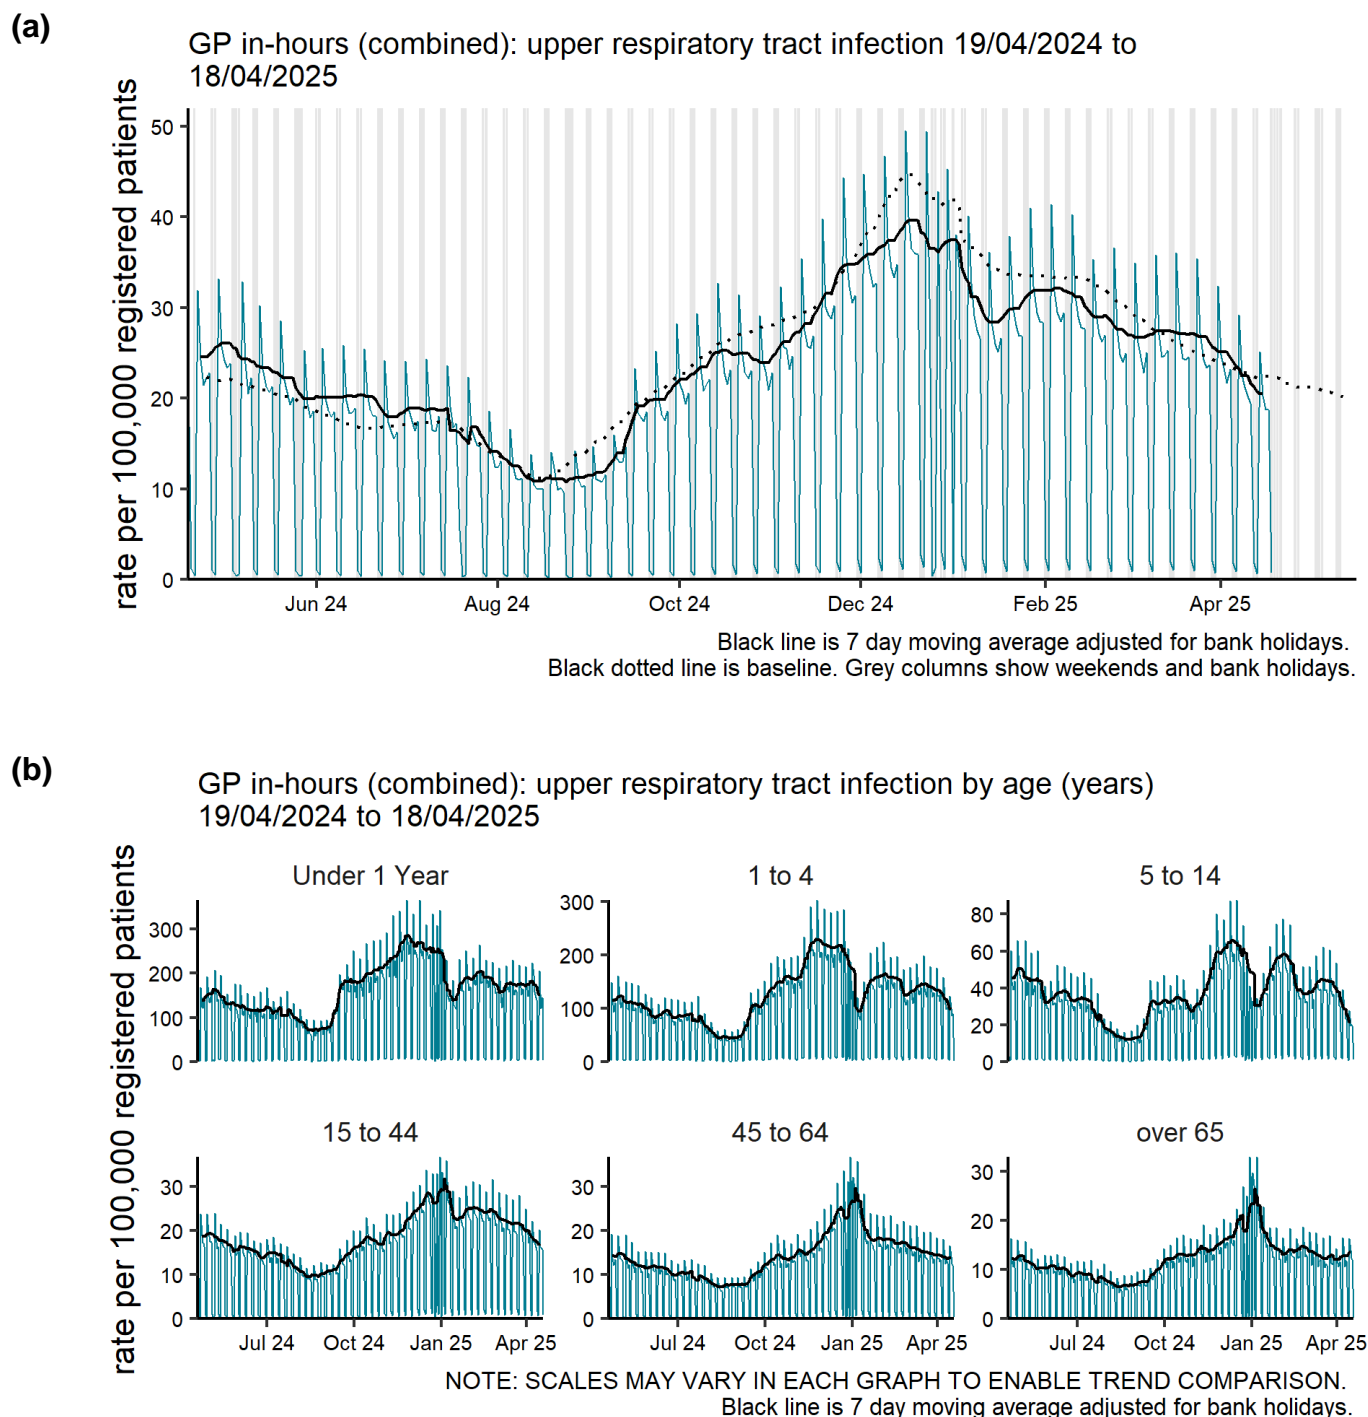 (a)
GP in-hours (combined): upper respiratory tract infection 19/04/2024 to
18/04/2025
rate per 100,000 registered patients
50
40
30
20
10
0
Jun 24 Aug 24 Oct 24 Dec 24 Feb 25 Apr 25
Black line is 7 day moving average adjusted for bank holidays.
Black dotted line is baseline. Grey columns show weekends and bank holidays.
(b)
GP in-hours (combined): upper respiratory tract infection by age (years)
19/04/2024 to 18/04/2025
rate per 100,000 registered patients
Under 1 Year
300
200
100
0
1 to 4
300
200
100
0
5 to 14
80
60
40
20
0
15 to 44
30
20
10
0
Jul 24 Oct 24 Jan 25 Apr 25
45 to 64
30
20
10
0
Jul 24 Oct 24 Jan 25 Apr 25
over 65
30
20
10
0
Jul 24 Oct 24 Jan 25 Apr 25
NOTE: SCALES MAY VARY IN EACH GRAPH TO ENABLE TREND COMPARISON.
Black line is 7 day moving average adjusted for bank holidays.